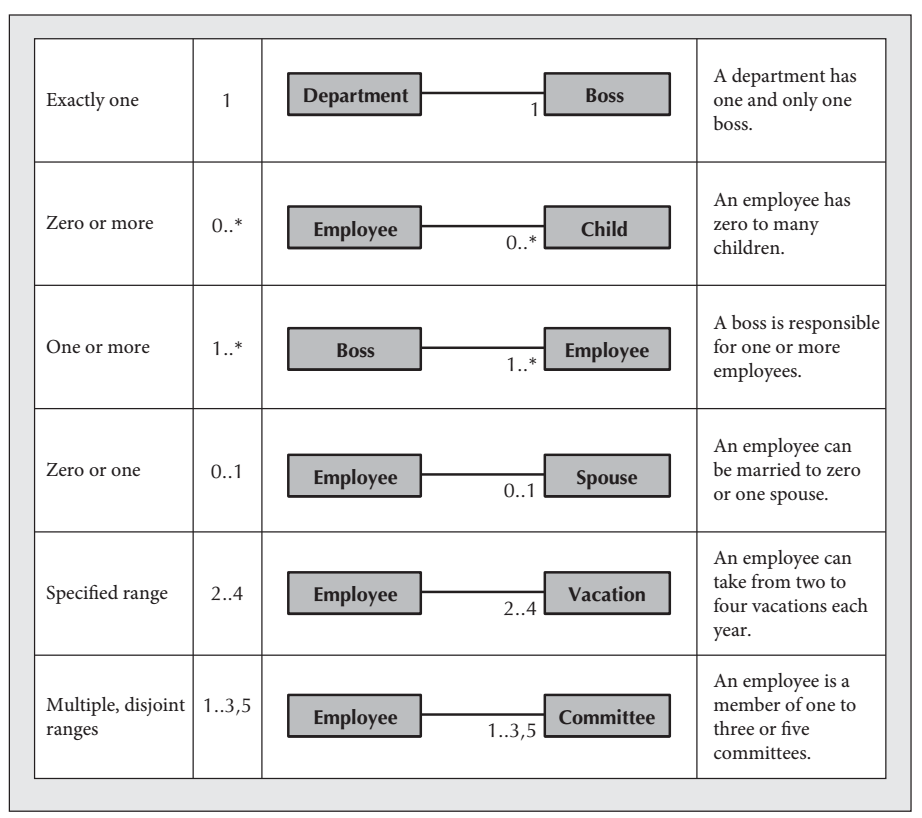 Exactly one
1
Department
1
Boss
A department has
one and only one
boss.
Zero or more
0..*
Employee
0..*
Child
An employee has
zero to many
children.
One or more
1..*
Boss
1..*
Employee
A boss is responsible
for one or more
employees.
Zero or one
0..1
Employee
0..1
Spouse
An employee can
be married to zero
or one spouse.
Specified range
2..4
Employee
2..4
Vacation
An employee can
take from two to
four vacations each
year.
Multiple, disjoint
ranges
1..3,5
Employee
1..3,5
Committee
An employee is a
member of one to
three or five
committees.